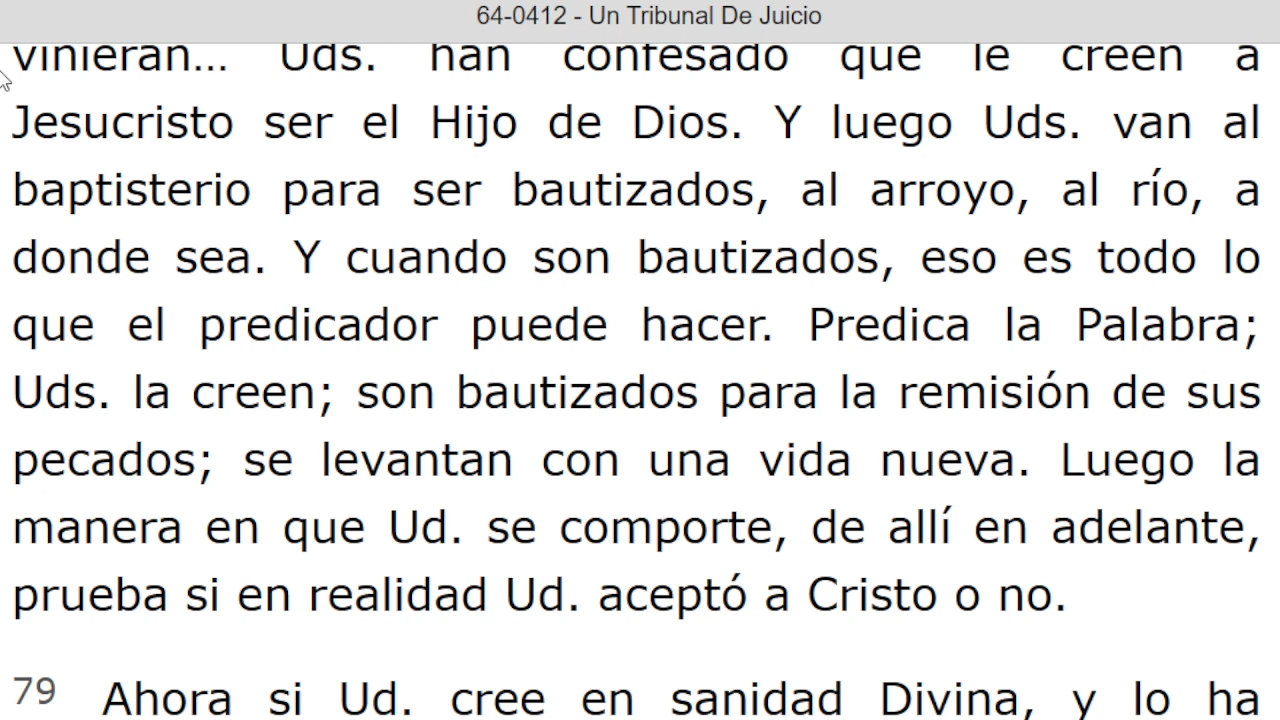 64-0412 - Un Tribunal De Juicio
vinieran... Uds. han confesado que le creen a
Jesucristo ser el Hijo de Dios. Y luego Uds. van al
baptisterio para ser bautizados, al arroyo, al río, a
donde sea. Y cuando son bautizados, eso es todo lo
que el predicador puede hacer. Predica la Palabra;
Uds. la creen; son bautizados para la remisión de sus
pecados; se levantan con una vida nueva. Luego la
manera en que Ud. se comporte, de allí en adelante,
prueba si en realidad Ud. aceptó a Cristo o no.
79 Ahora si Ud. cree en sanidad Divina, y lo ha